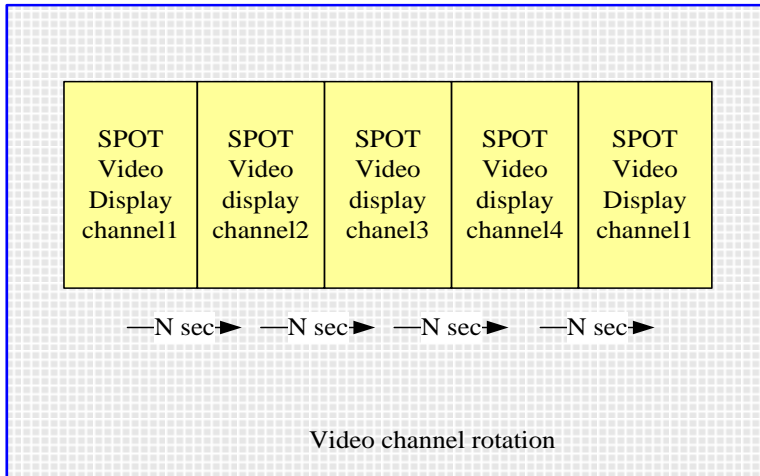 SPOT
Video
Display
channel1
SPOT
Video
display
channel2
SPOT
Video
display
chanel3
SPOT
Video
display
channel4
SPOT
Video
Display
channel1
N sec
N sec
N sec
N sec
Video channel rotation